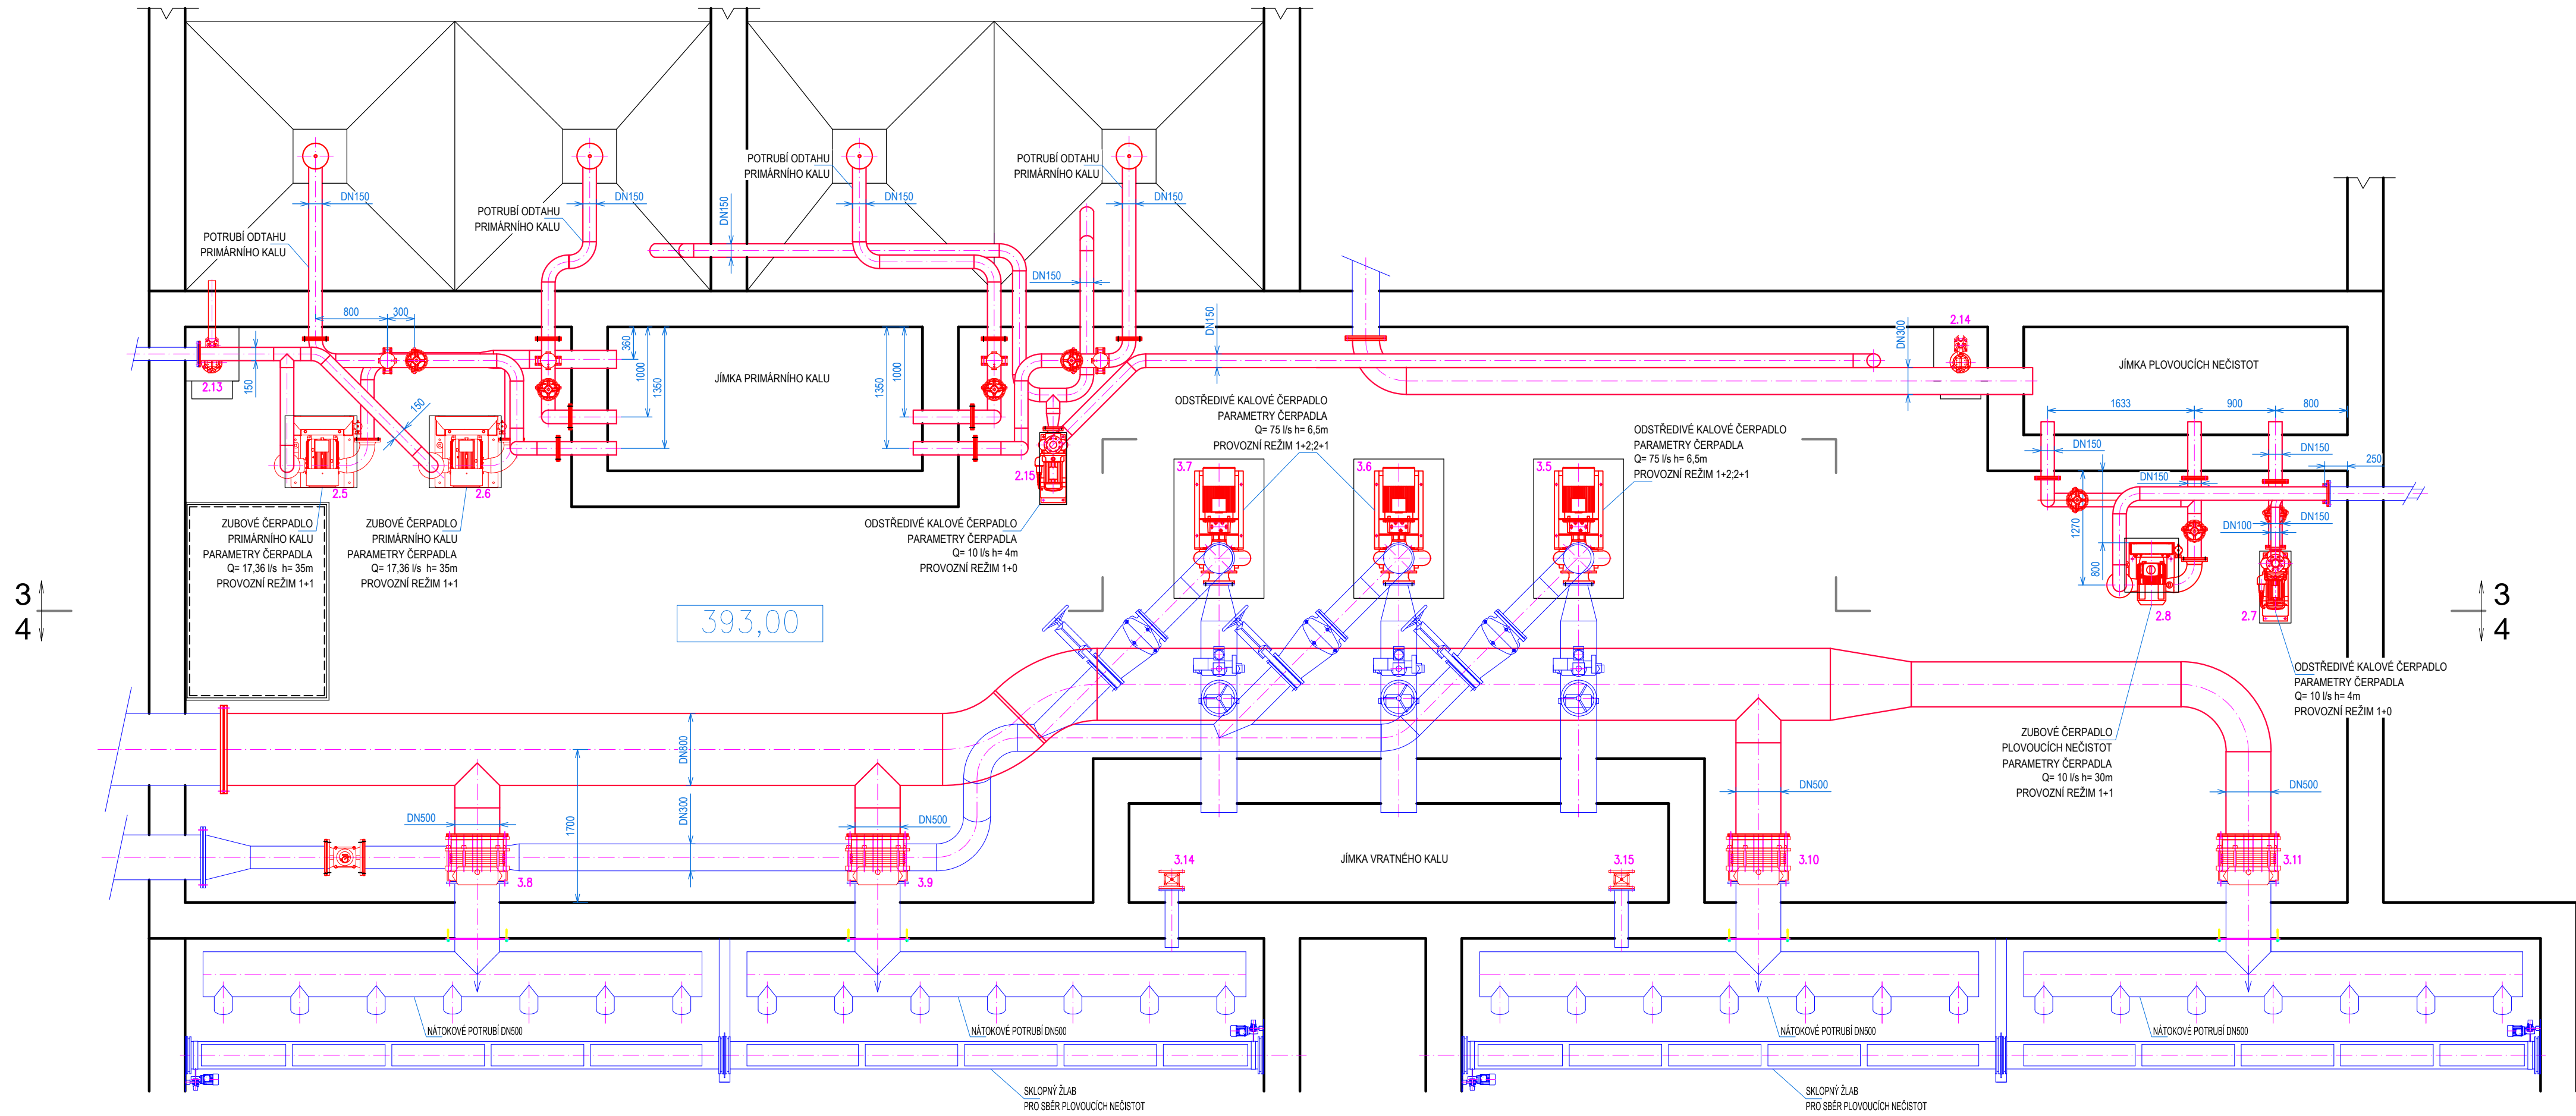 POTRUBÍ ODTAHU
PRIMÁRNÍHO KALU
POTRUBÍ ODTAHU
PRIMÁRNÍHO KALU
DN150
DN150
DN150
DN150
POTRUBÍ ODTAHU
PRIMÁRNÍHO KALU
POTRUBÍ ODTAHU
PRIMÁRNÍHO KALU
DN150
DN150
800
300
DN150
DN300
2.14
2.13
150
150
360
1000
1350
JÍMKA PRIMÁRNÍHO KALU
1350
1000
JÍMKA PLOVOUCÍCH NEČISTOT
1633
900
800
ODSTŘEDIVÉ KALOVÉ ČERPADLO
PARAMETRY ČERPADLA
Q= 75 l/s h= 6,5m
PROVOZNÍ REŽIM 1+2;2+1
ODSTŘEDIVÉ KALOVÉ ČERPADLO
PARAMETRY ČERPADLA
Q= 75 l/s h= 6,5m
PROVOZNÍ REŽIM 1+2;2+1
DN150
DN150
250
DN150
2.5
2.6
2.15
3.7
3.6
3.5
ZUBOVÉ ČERPADLO
PRIMÁRNÍHO KALU
PARAMETRY ČERPADLA
Q= 17,36 l/s h= 35m
PROVOZNÍ REŽIM 1+1
ZUBOVÉ ČERPADLO
PRIMÁRNÍHO KALU
PARAMETRY ČERPADLA
Q= 17,36 l/s h= 35m
PROVOZNÍ REŽIM 1+1
ODSTŘEDIVÉ KALOVÉ ČERPADLO
PARAMETRY ČERPADLA
Q= 10 l/s h= 4m
PROVOZNÍ REŽIM 1+0
1270
800
DN100
DN150
2.8
2.7
3
4
3
4
393,00
ODSTŘEDIVÉ KALOVÉ ČERPADLO
PARAMETRY ČERPADLA
Q= 10 l/s h= 4m
PROVOZNÍ REŽIM 1+0
ZUBOVÉ ČERPADLO
PLOVOUCÍCH NEČISTOT
PARAMETRY ČERPADLA
Q= 10 l/s h= 30m
PROVOZNÍ REŽIM 1+1
DN800
1700
DN300
DN500
DN500
DN500
DN500
3.8
3.9
3.14
JÍMKA VRATNÉHO KALU
3.15
3.10
3.11
NÁTOKOVÉ POTRUBÍ DN500
NÁTOKOVÉ POTRUBÍ DN500
NÁTOKOVÉ POTRUBÍ DN500
NÁTOKOVÉ POTRUBÍ DN500
SKLOPNÝ ŽLAB
PRO SBĚR PLOVOUCÍCH NEČISTOT
SKLOPNÝ ŽLAB
PRO SBĚR PLOVOUCÍCH NEČISTOT